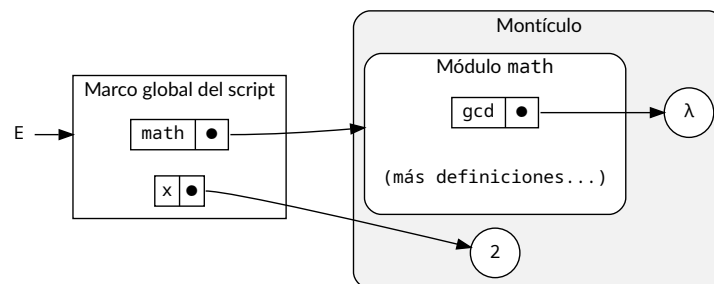 Montículo
Marco global del script
Módulo math
math
gcd
λ
E
(más definiciones...)
x
2